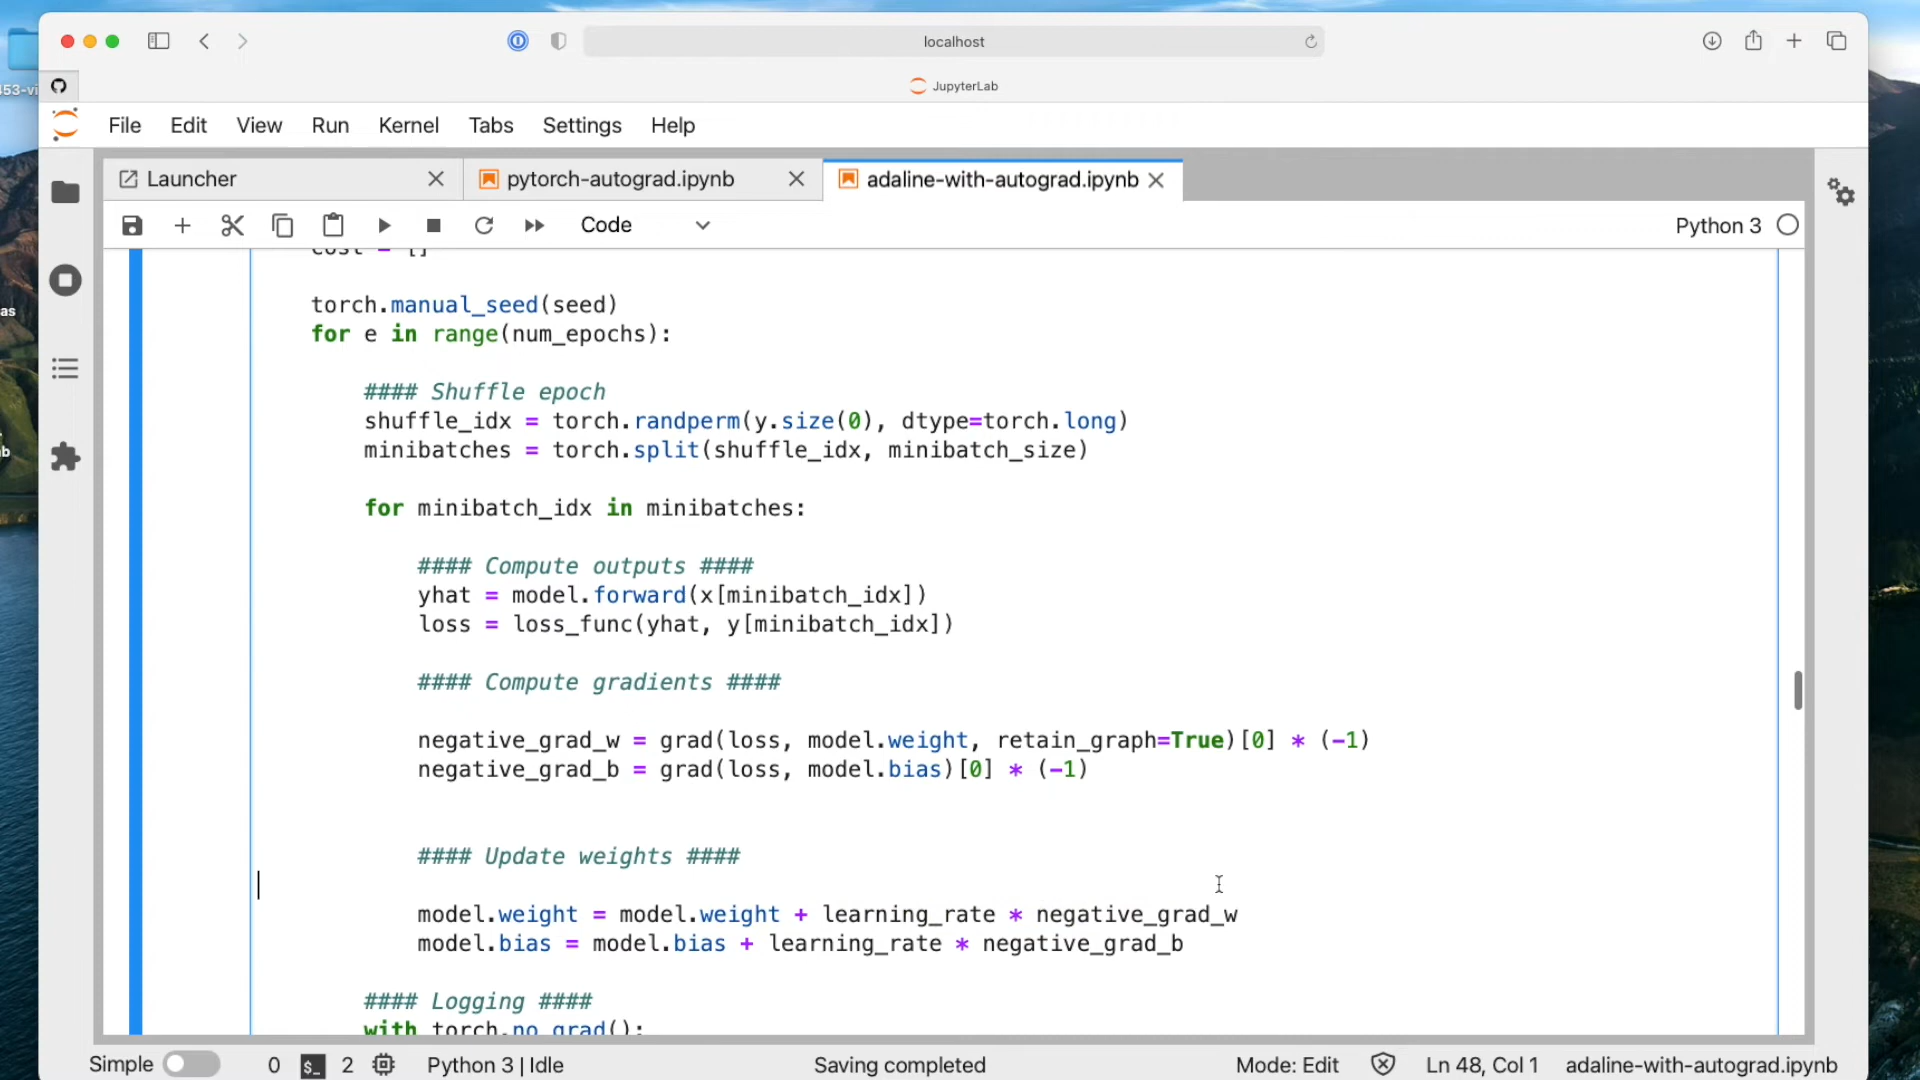 localhost
453-vi
JupyterLab
File Edit View Run Kernel Tabs Settings Help
Launcher pytorch-autograd.ipynb adaline-with-autograd.ipynb
Code Python 3
cost = []
as
torch.manual_seed(seed)
for e in range(num_epochs):
#### Shuffle epoch
shuffle_idx = torch.randperm(y.size(0), dtype=torch.long)
minibatches = torch.split(shuffle_idx, minibatch_size)
b
for minibatch_idx in minibatches:
#### Compute outputs ####
yhat = model.forward(x[minibatch_idx])
loss = loss_func(yhat, y[minibatch_idx])
#### Compute gradients ####
negative_grad_w = grad(loss, model.weight, retain_graph=True)[0] * (-1)
negative_grad_b = grad(loss, model.bias)[0] * (-1)
#### Update weights ####
model.weight = model.weight + learning_rate * negative_grad_w
model.bias = model.bias + learning_rate * negative_grad_b
#### Logging ####
with torch.no_grad():
Simple 0 $_ 2 Python 3 | Idle Saving completed Mode: Edit Ln 48, Col 1 adaline-with-autograd.ipynb